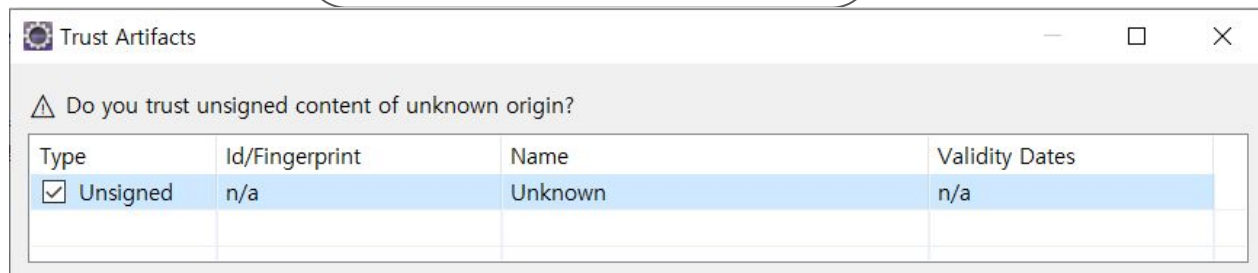 Trust Artifacts
Do you trust unsigned content of unknown origin?
Type Id/Fingerprint Name Validity Dates
Unsigned n/a Unknown n/a